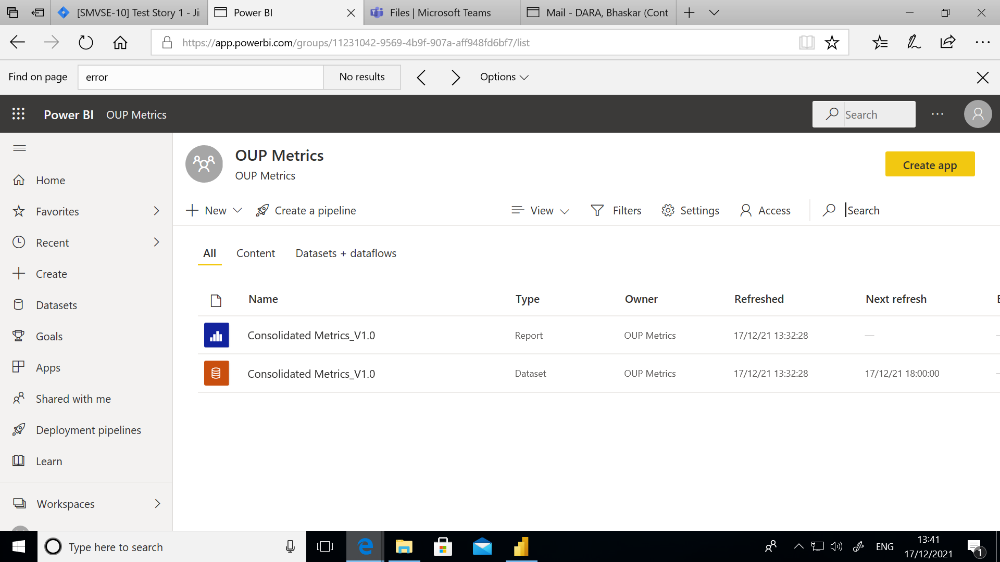 [SMVSE-10] Test Story 1 - Ji
Power BI
Files | Microsoft Teams
Mail - DARA, Bhaskar (Cont
https://app.powerbi.com/groups/11231042-9569-4b9f-907a-aff948fd6bf7/list
Find on page
error
No results
Options
Power BI
OUP Metrics
Search
OUP Metrics
OUP Metrics
Create app
New
Create a pipeline
View
Filters
Settings
Access
Search
Home
Favorites
Recent
Create
Datasets
Goals
Apps
Shared with me
Deployment pipelines
Learn
Workspaces
All
Content
Datasets + dataflows
Name Type Owner Refreshed Next refresh
Consolidated Metrics_V1.0 Report OUP Metrics 17/12/21 13:32:28 —
Consolidated Metrics_V1.0 Dataset OUP Metrics 17/12/21 13:32:28 17/12/21 18:00:00
Type here to search
ENG
13:41
17/12/2021
1